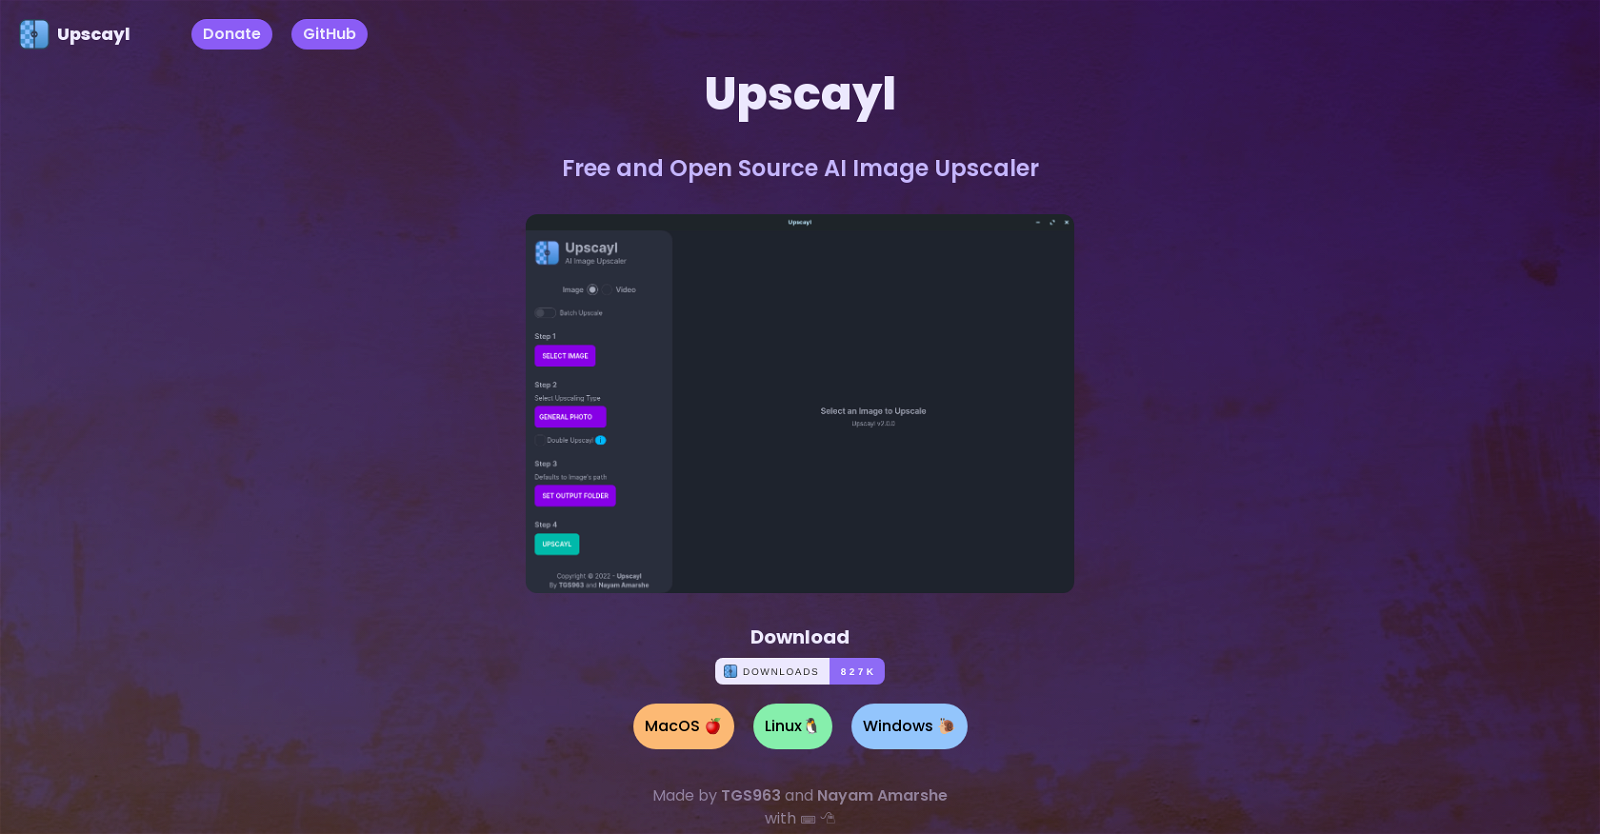 Upscayl
Donate
GitHub
Upscayl
Free and Open Source AI Image Upscaler
Upscayl
Upscayl
AI Image Upscaler
Image
Video
Batch Upscale
Step 1
SELECT IMAGE
Step 2
Select Upscaling Type
GENERAL PHOTO
Double Upscayl
Step 3
Defaults to Image's path
SET OUTPUT FOLDER
Step 4
UPSCAYL
Copyright © 2022 - Upscayl
By TGS963 and Nayam Amarshe
Select an Image to Upscale
Upscayl v2.0.0
Download
DOWNLOADS 827K
MacOS 🍎
Linux🐧
Windows 🐌
Made by TGS963 and Nayam Amarshe
with ⌨ 🖱